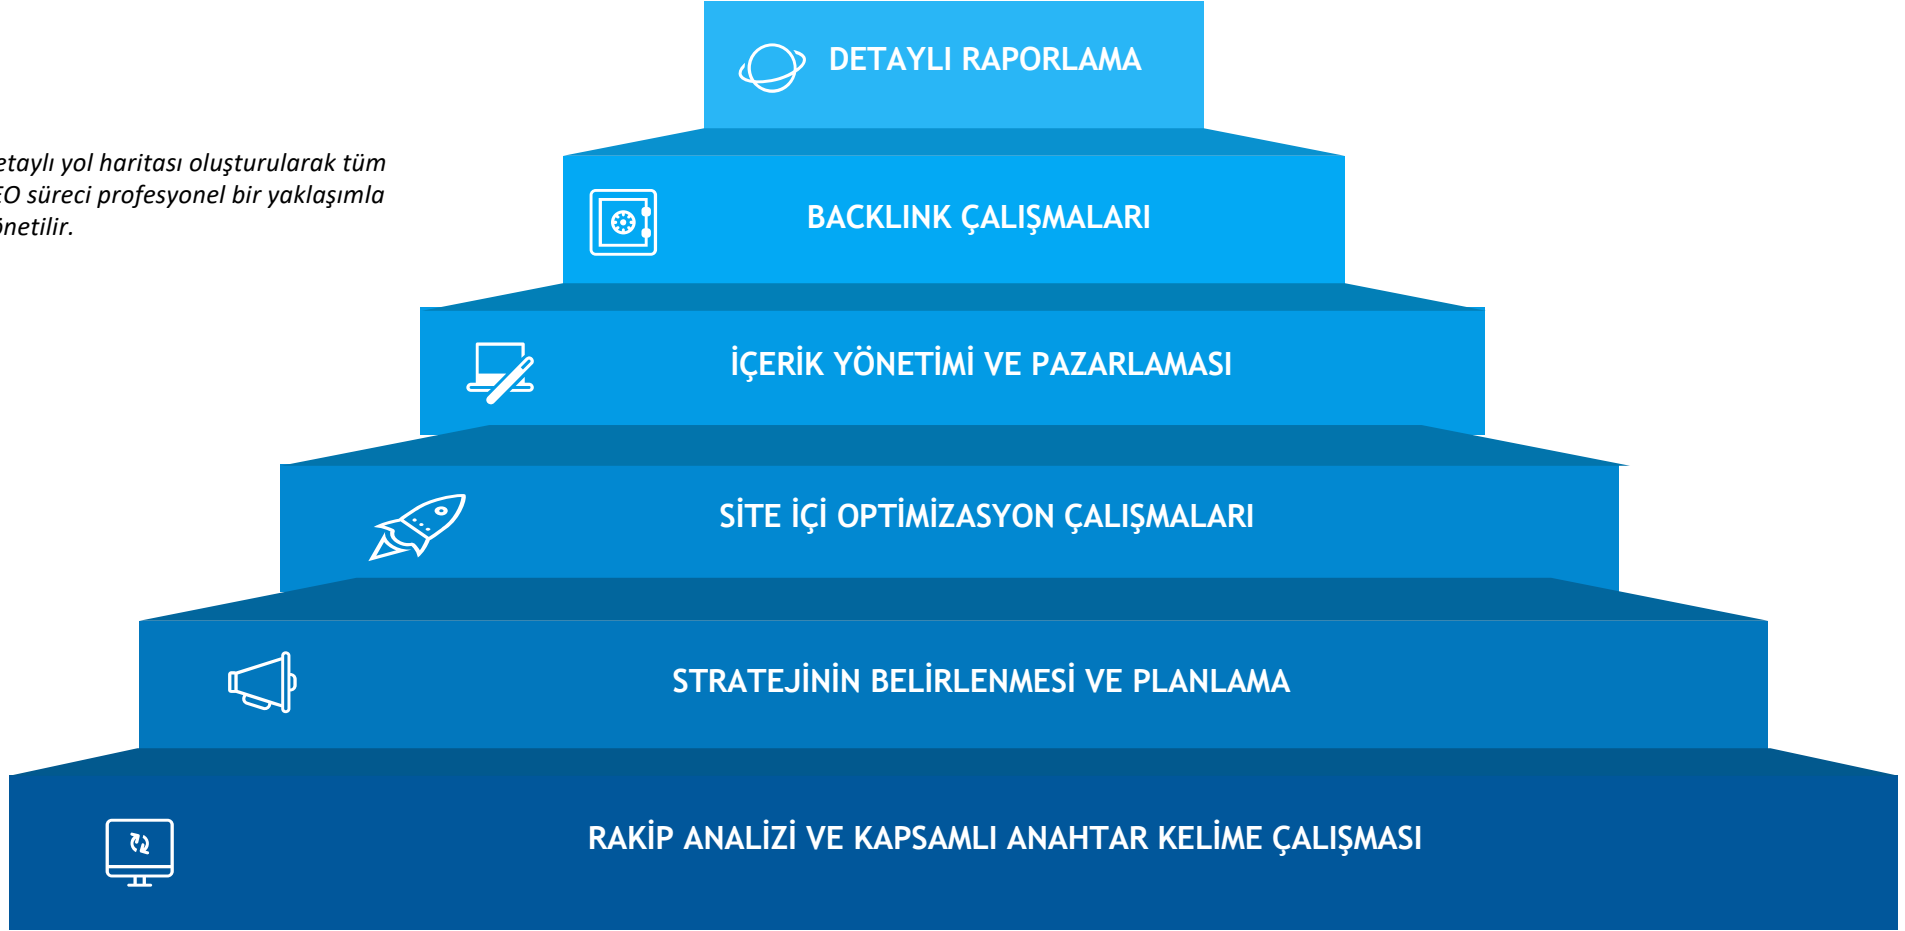 DETAYLI RAPORLAMA
etaylı yol haritası oluşturularak tüm
EO süreci profesyonel bir yaklaşımla
önetilir.
BACKLINK ÇALIŞMALARI
İÇERİK YÖNETİMİ VE PAZARLAMASI
SİTE İÇİ OPTİMİZASYON ÇALIŞMALARI
STRATEJİNİN BELİRLENMESİ VE PLANLAMA
RAKİP ANALİZİ VE KAPSAMLI ANAHTAR KELİME ÇALIŞMASI